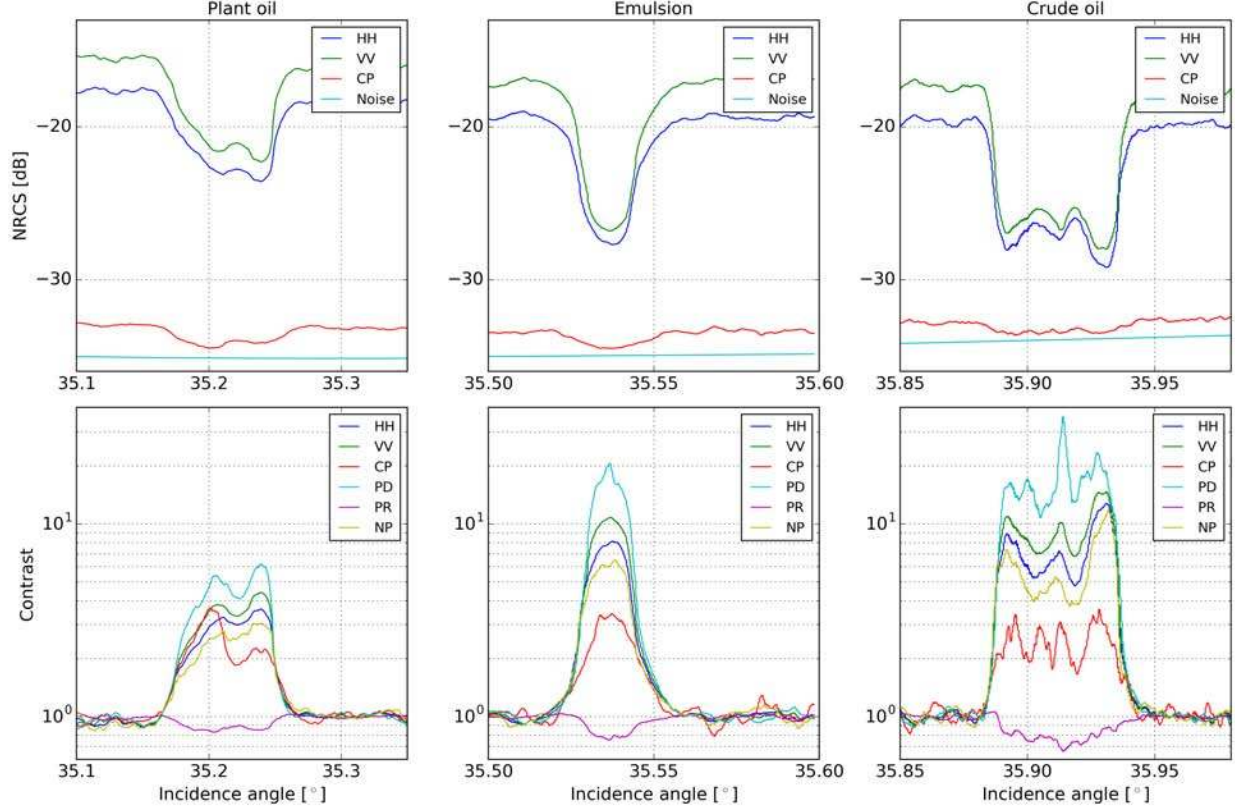 Plant oil
Emulsion
Crude oil
NRCS [dB]
−20
−30
HH
VV
CP
Noise
35.1
35.2
35.3
HH
VV
CP
Noise
−20
−30
35.50
35.55
35.60
HH
VV
CP
Noise
−20
−30
35.85
35.90
35.95
Contrast
10¹
10⁰
HH
VV
CP
PD
PR
NP
35.1
35.2
35.3
Incidence angle [°]
10¹
10⁰
HH
VV
CP
PD
PR
NP
35.50
35.55
35.60
Incidence angle [°]
10¹
10⁰
HH
VV
CP
PD
PR
NP
35.85
35.90
35.95
Incidence angle [°]